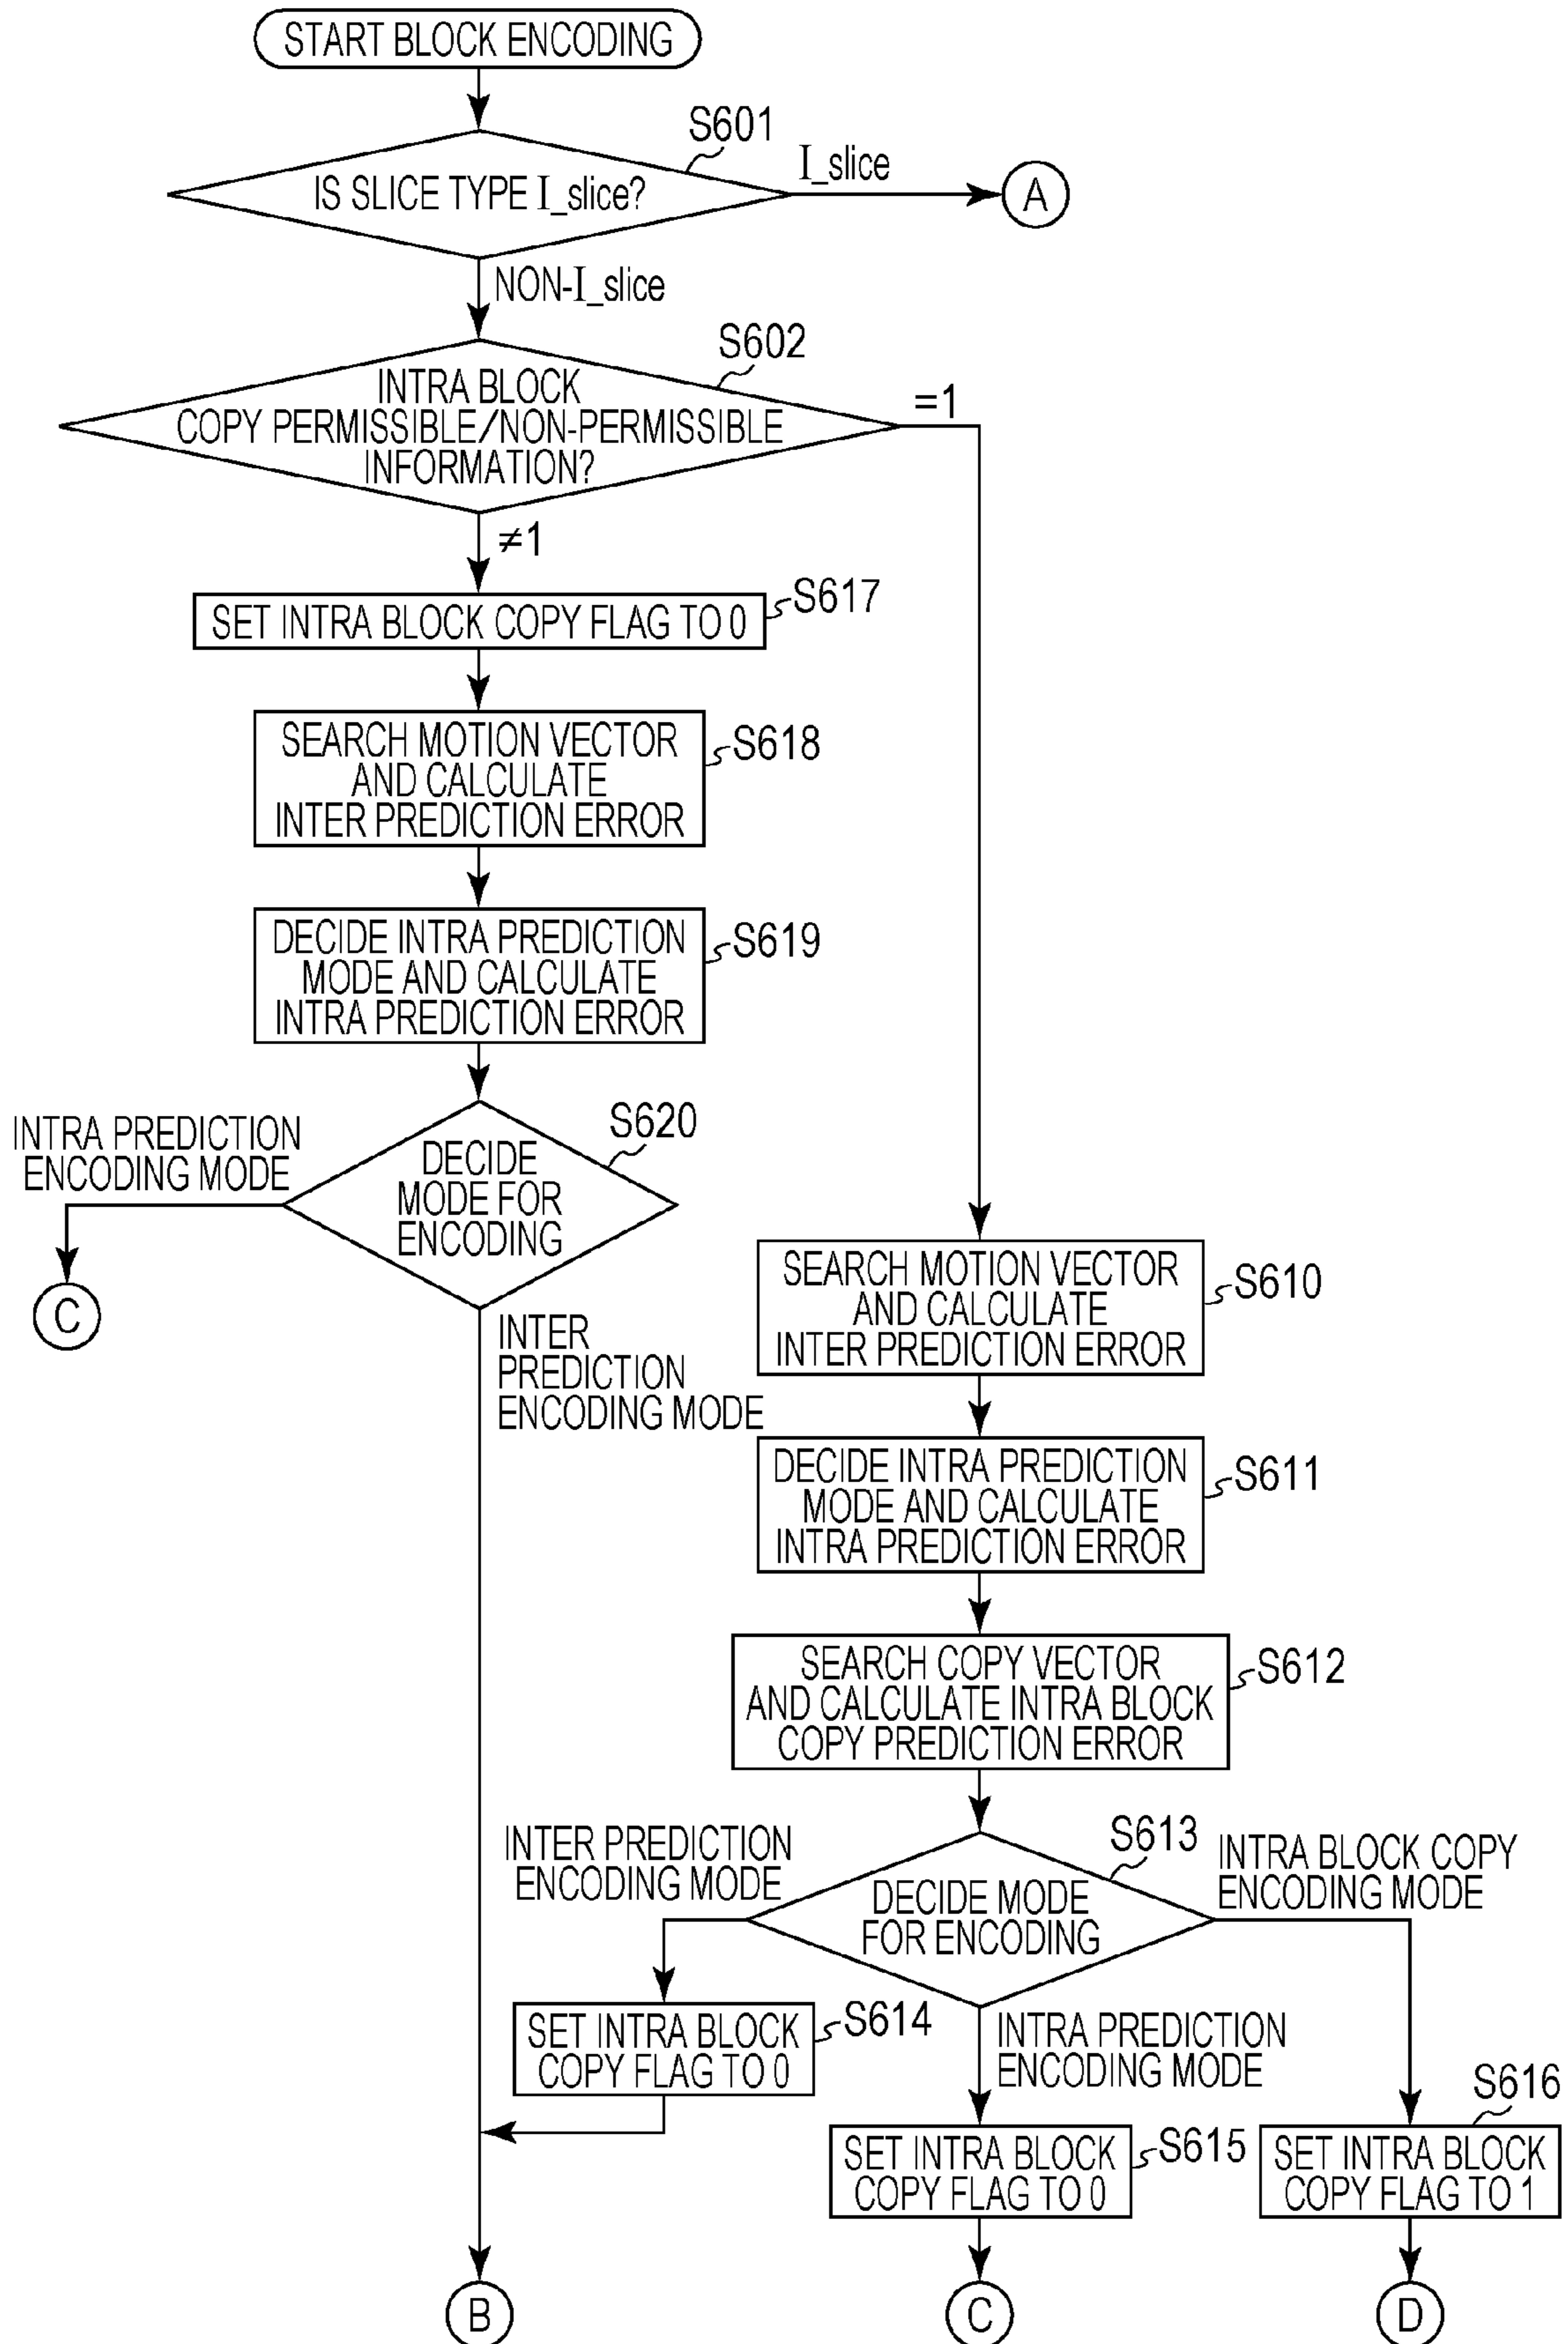 START BLOCK ENCODING
S601
IS SLICE TYPE I_slice?
I_slice
A
NON-I_slice
S602
INTRA BLOCK
COPY PERMISSIBLE/NON-PERMISSIBLE
INFORMATION?
=1
≠1
SET INTRA BLOCK COPY FLAG TO 0
S617
SEARCH MOTION VECTOR
AND CALCULATE
INTER PREDICTION ERROR
S618
DECIDE INTRA PREDICTION
MODE AND CALCULATE
INTRA PREDICTION ERROR
S619
INTRA PREDICTION
ENCODING MODE
S620
DECIDE
MODE FOR
ENCODING
C
INTER
PREDICTION
ENCODING MODE
SEARCH MOTION VECTOR
AND CALCULATE
INTER PREDICTION ERROR
S610
DECIDE INTRA PREDICTION
MODE AND CALCULATE
INTRA PREDICTION ERROR
S611
SEARCH COPY VECTOR
AND CALCULATE INTRA BLOCK
COPY PREDICTION ERROR
S612
INTER PREDICTION
ENCODING MODE
S613
DECIDE MODE
FOR ENCODING
INTRA BLOCK COPY
ENCODING MODE
SET INTRA BLOCK
COPY FLAG TO 0
S614
INTRA PREDICTION
ENCODING MODE
SET INTRA BLOCK
COPY FLAG TO 0
S615
S616
SET INTRA BLOCK
COPY FLAG TO 1
B
C
D